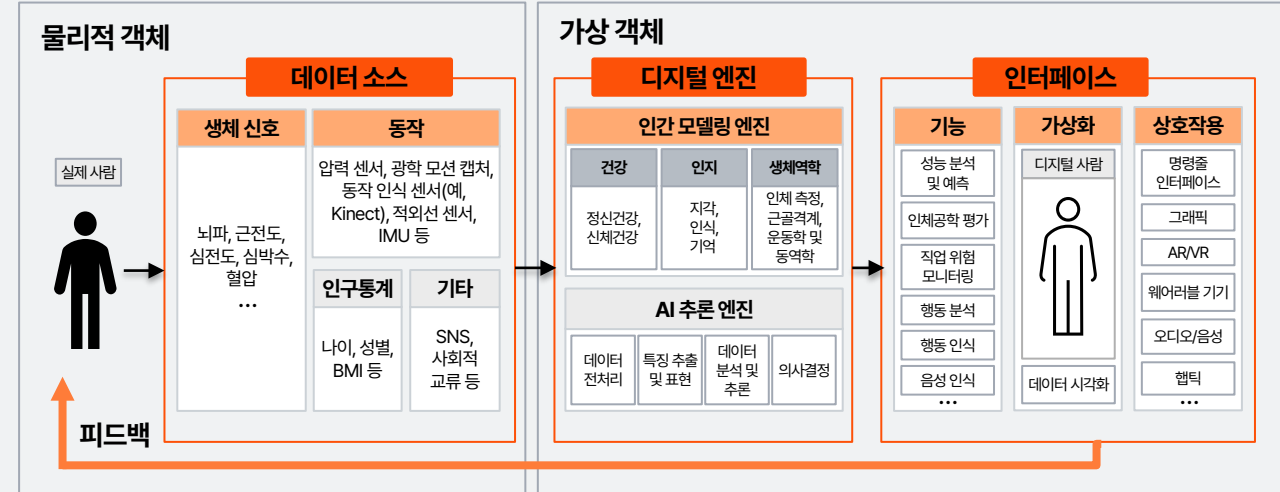 물리적 객체
가상 객체
데이터 소스
디지털 엔진
인터페이스
실제 사람
생체 신호
뇌파, 근전도,
심전도, 심박수,
혈압
...
동작
압력 센서, 광학 모션 캡처,
동작 인식 센서(예,
Kinect), 적외선 센서,
IMU 등
인구통계
나이, 성별,
BMI 등
기타
SNS,
사회적
교류 등
인간 모델링 엔진
건강
정신건강,
신체건강
인지
지각,
인식,
기억
생체역학
인체 측정,
근골격계,
운동학 및
동역학
AI 추론 엔진
데이터
전처리
특징 추출
및 표현
데이터
분석 및
추론
의사결정
기능
성능 분석
및 예측
인체공학 평가
직업 위험
모니터링
행동 분석
행동 인식
음성 인식
...
가상화
디지털 사람
데이터 시각화
상호작용
명령줄
인터페이스
그래픽
AR/VR
웨어러블 기기
오디오/음성
햅틱
...
피드백